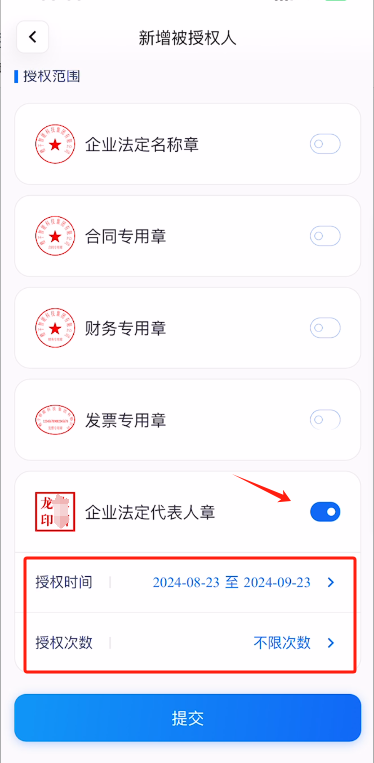 新增被授权人
授权范围
企业法定名称章
合同专用章
财务专用章
发票专用章
龙
印
企业法定代表人章
授权时间 2024-08-23 至 2024-09-23
授权次数 不限次数
提交